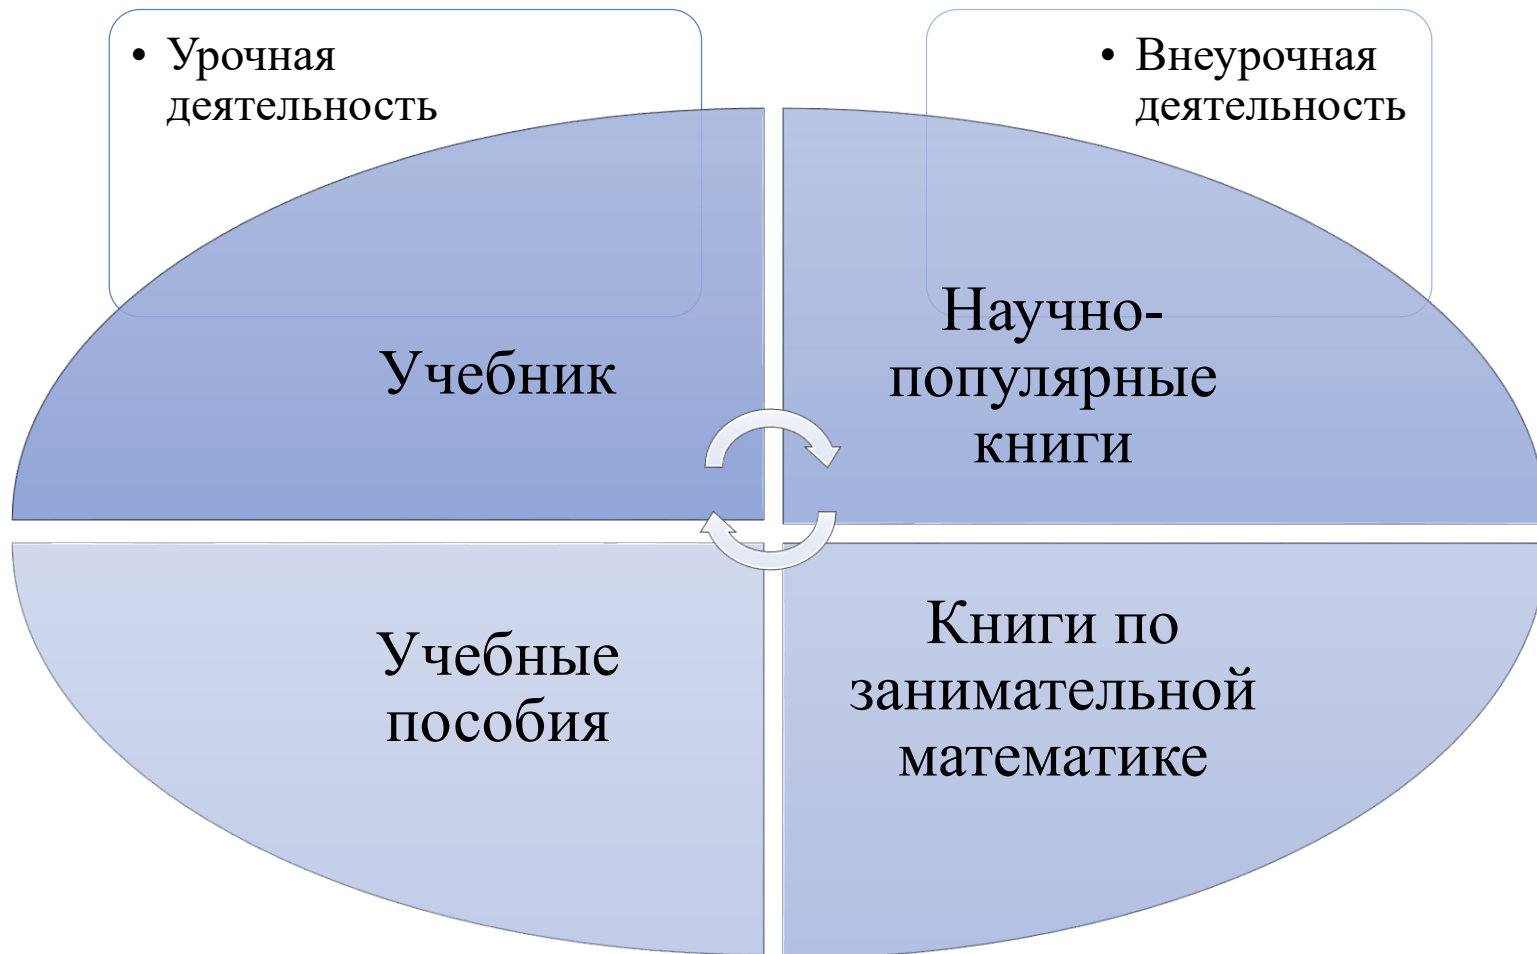 • Урочная
деятельность
• Внеурочная
деятельность
Учебник
Научно-
популярные
книги
Учебные
пособия
Книги по
занимательной
математике